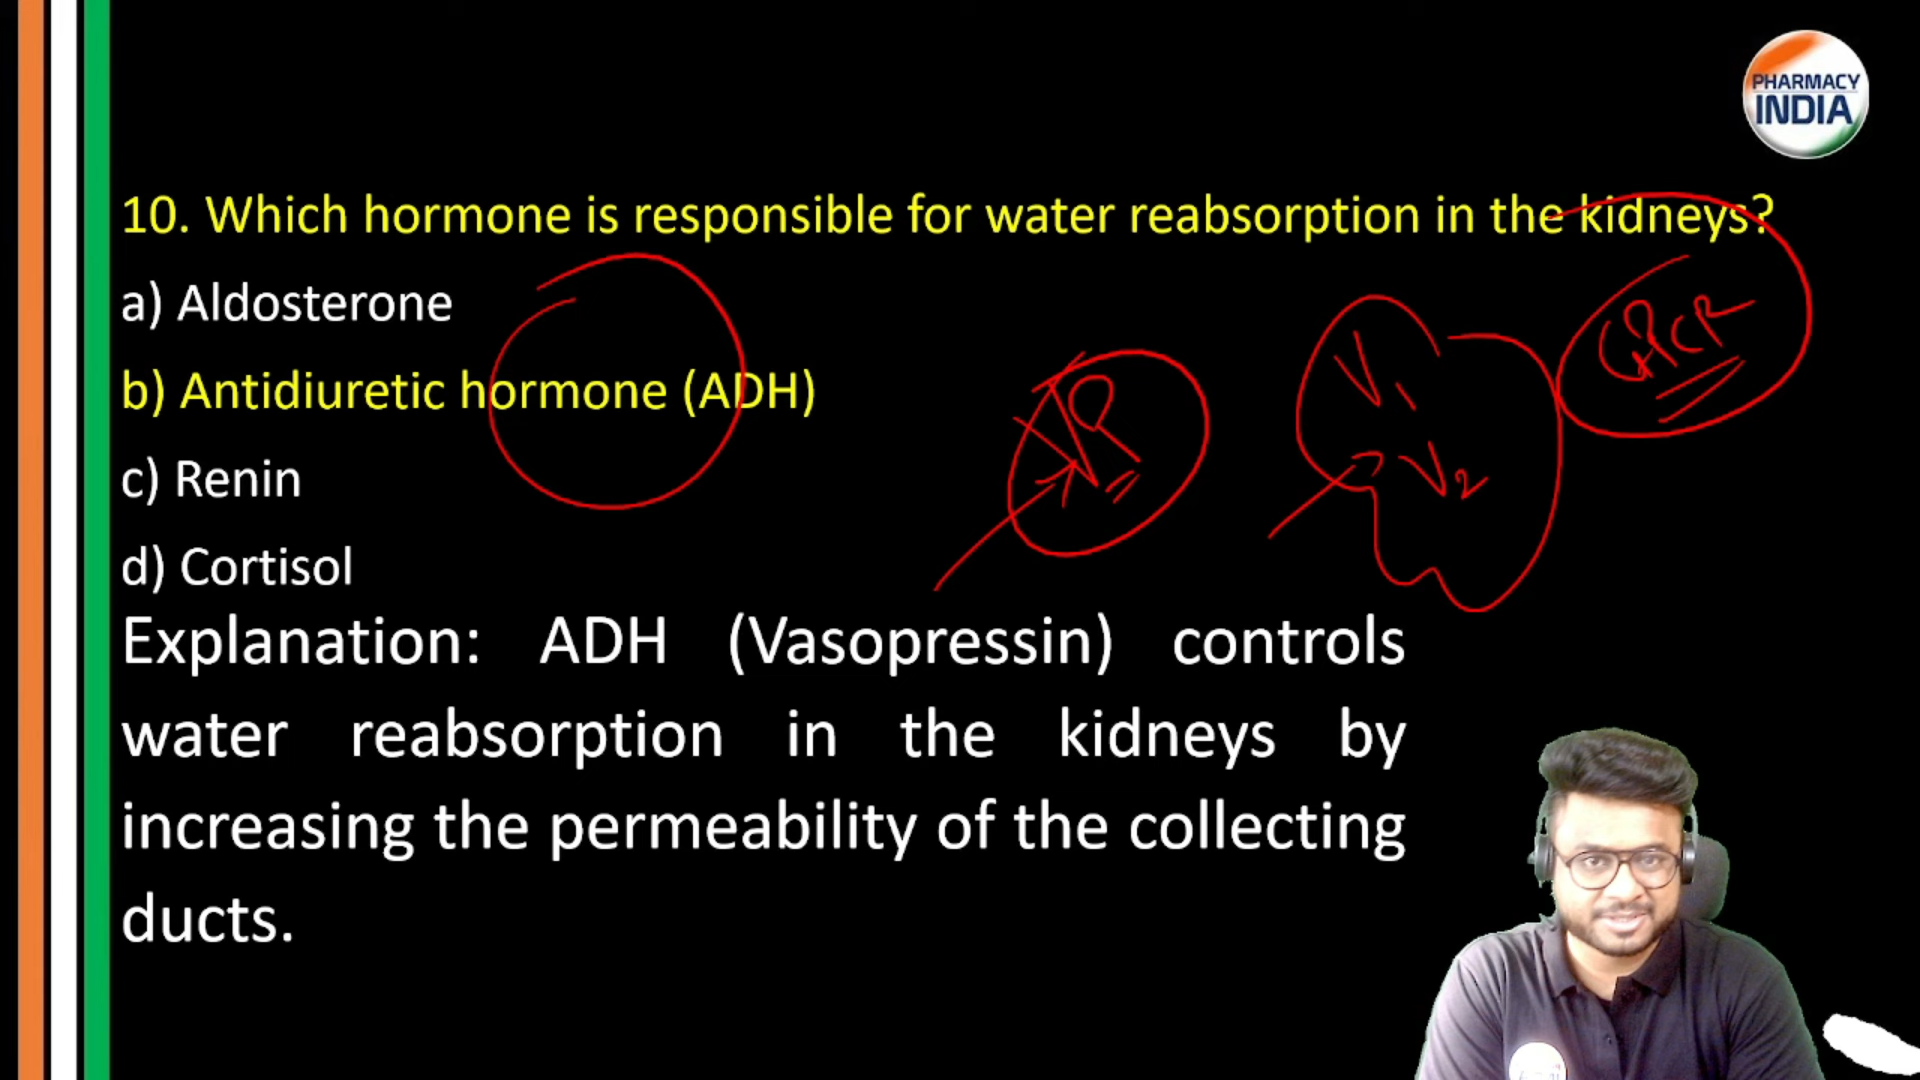 PHARMACY
INDIA
10. Which hormone is responsible for water reabsorption in the kidneys?
a) Aldosterone
b) Antidiuretic hormone (ADH)
c) Renin
d) Cortisol
VP
V1
V2
GPCR
Explanation: ADH (Vasopressin) controls
water reabsorption in the kidneys by
increasing the permeability of the collecting
ducts.